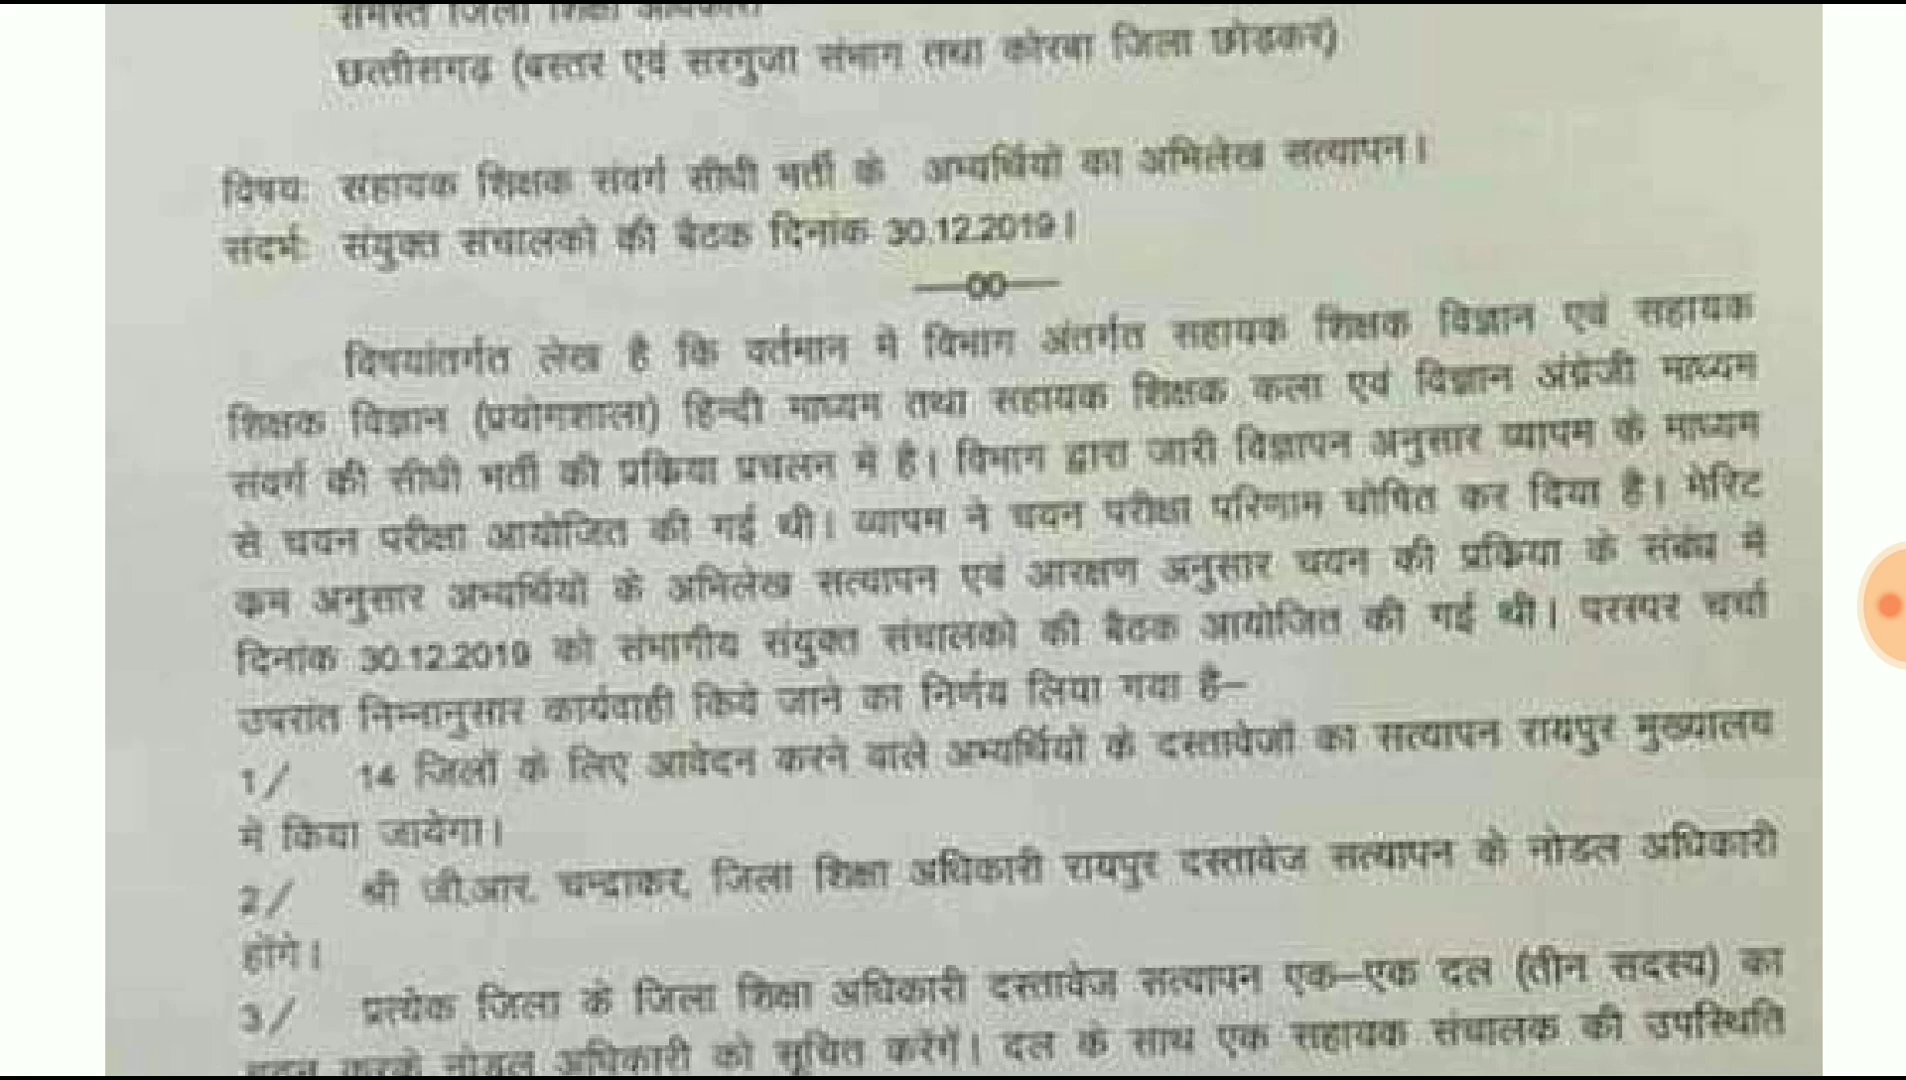 समस्त जिला शिक्षा अधिकारी
छत्तीसगढ़ (बस्तर एवं सरगुजा संभाग तथा कोरबा जिला छोडकर)
विषयः सहायक शिक्षक संवर्ग सीधी भर्ती के अभ्यर्थियो का अभिलेख सत्यापन।
संदर्भः संयुक्त संचालको की बैठक दिनांक 30.12.2019।
—00—
विषयांतर्गत लेख है कि वर्तमान मे विभाग अंतर्गत सहायक शिक्षक विज्ञान एवं सहायक
शिक्षक विज्ञान (प्रयोगशाला) हिन्दी माध्यम तथा सहायक शिक्षक कला एवं विज्ञान अंग्रेजी माध्यम
संवर्ग की सीधी भर्ती की प्रकिया प्रचलन में है। विभाग द्वारा जारी विज्ञापन अनुसार व्यापम के माध्यम
से चयन परीक्षा आयोजित की गई थी। व्यापम ने चयन परीक्षा परिणाम घोषित कर दिया है। मेरिट
कम अनुसार अभ्यर्थियों के अभिलेख सत्यापन एवं आरक्षण अनुसार चयन की प्रकिया के संबंध में
दिनांक 30.12.2019 को संभागीय संयुक्त संचालको की बैठक आयोजित की गई थी। परस्पर चर्चा
उपरांत निम्नानुसार कार्यवाही किये जाने का निर्णय लिया गया है–
1/ 14 जिलों के लिए आवेदन करने वाले अभ्यर्थियों के दस्तावेजों का सत्यापन रायपुर मुख्यालय
में किया जायेगा।
2/ श्री जी.आर. चन्द्राकर, जिला शिक्षा अधिकारी रायपुर दस्तावेज सत्यापन के नोडल अधिकारी
होंगे।
3/ प्रत्येक जिला के जिला शिक्षा अधिकारी दस्तावेज सत्यापन एक–एक दल (तीन सदस्य) का
गठन करके नोडल अधिकारी को सूचित करेगें। दल के साथ एक सहायक संचालक की उपस्थिति